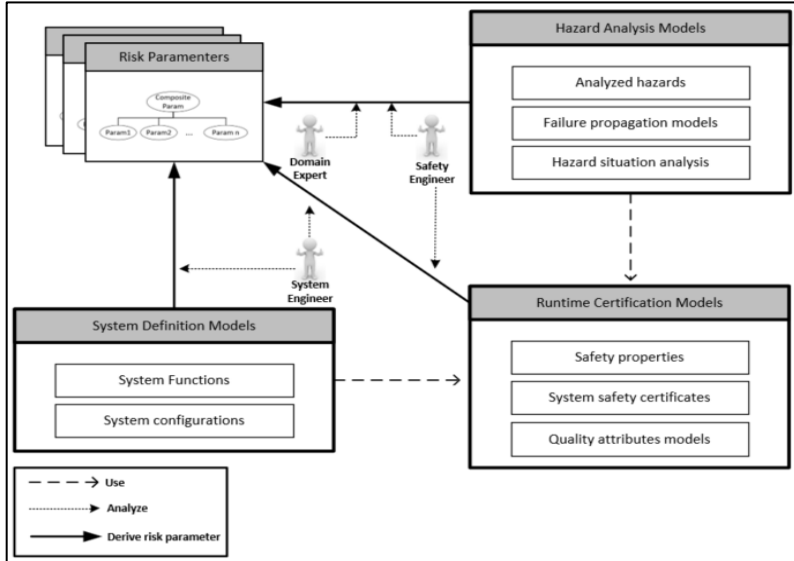 Risk Paramenters
Composite
Param
Param1
Param2
...
Param n
Hazard Analysis Models
Analyzed hazards
Failure propagation models
Hazard situation analysis
Domain
Expert
Safety
Engineer
System
Engineer
System Definition Models
System Functions
System configurations
Runtime Certification Models
Safety properties
System safety certificates
Quality attributes models
Use
Analyze
Derive risk parameter